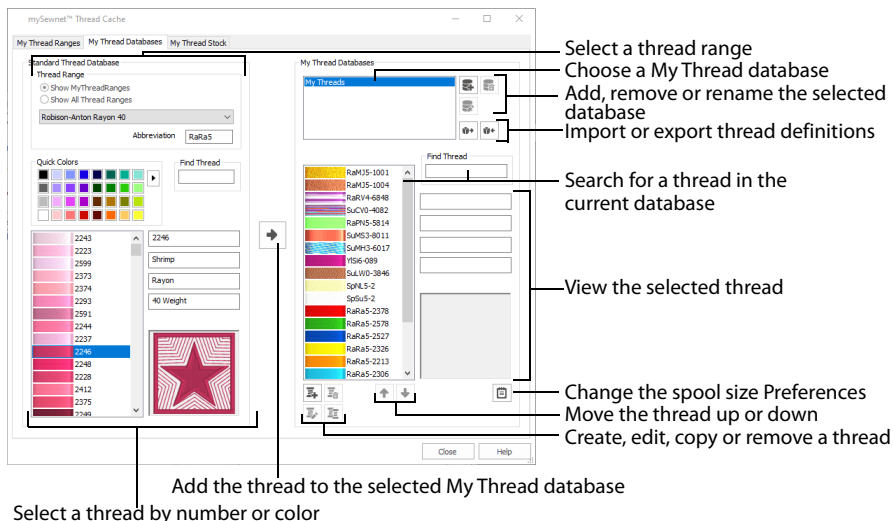 mySewnet™ Thread Cache
My Thread Ranges My Thread Databases My Thread Stock
Standard Thread Database
Thread Range
Show MyThreadRanges
Show All Thread Ranges
Robison-Anton Rayon 40
Abbreviation RaRa5
Quick Colors
Find Thread
2243
2223
2599
2373
2374
2293
2591
2244
2237
2246
2248
2228
2412
2375
2249
2246
Shrimp
Rayon
40 Weight
My Thread Databases
My Threads
Find Thread
RaMJ5-1001
RaMJ5-1004
RaRV4-6848
SuCY0-4082
RaPN5-5814
SuMS3-8011
SuMH3-6017
YlSi6-089
SuLW0-3846
SpNL5-2
SpSu5-2
RaRa5-2378
RaRa5-2578
RaRa5-2527
RaRa5-2326
RaRa5-2213
RaRa5-2306
Close
Help
Select a thread range
Choose a My Thread database
Add, remove or rename the selected
database
Import or export thread definitions
Search for a thread in the
current database
View the selected thread
Change the spool size Preferences
Move the thread up or down
Create, edit, copy or remove a thread
Add the thread to the selected My Thread database
Select a thread by number or color